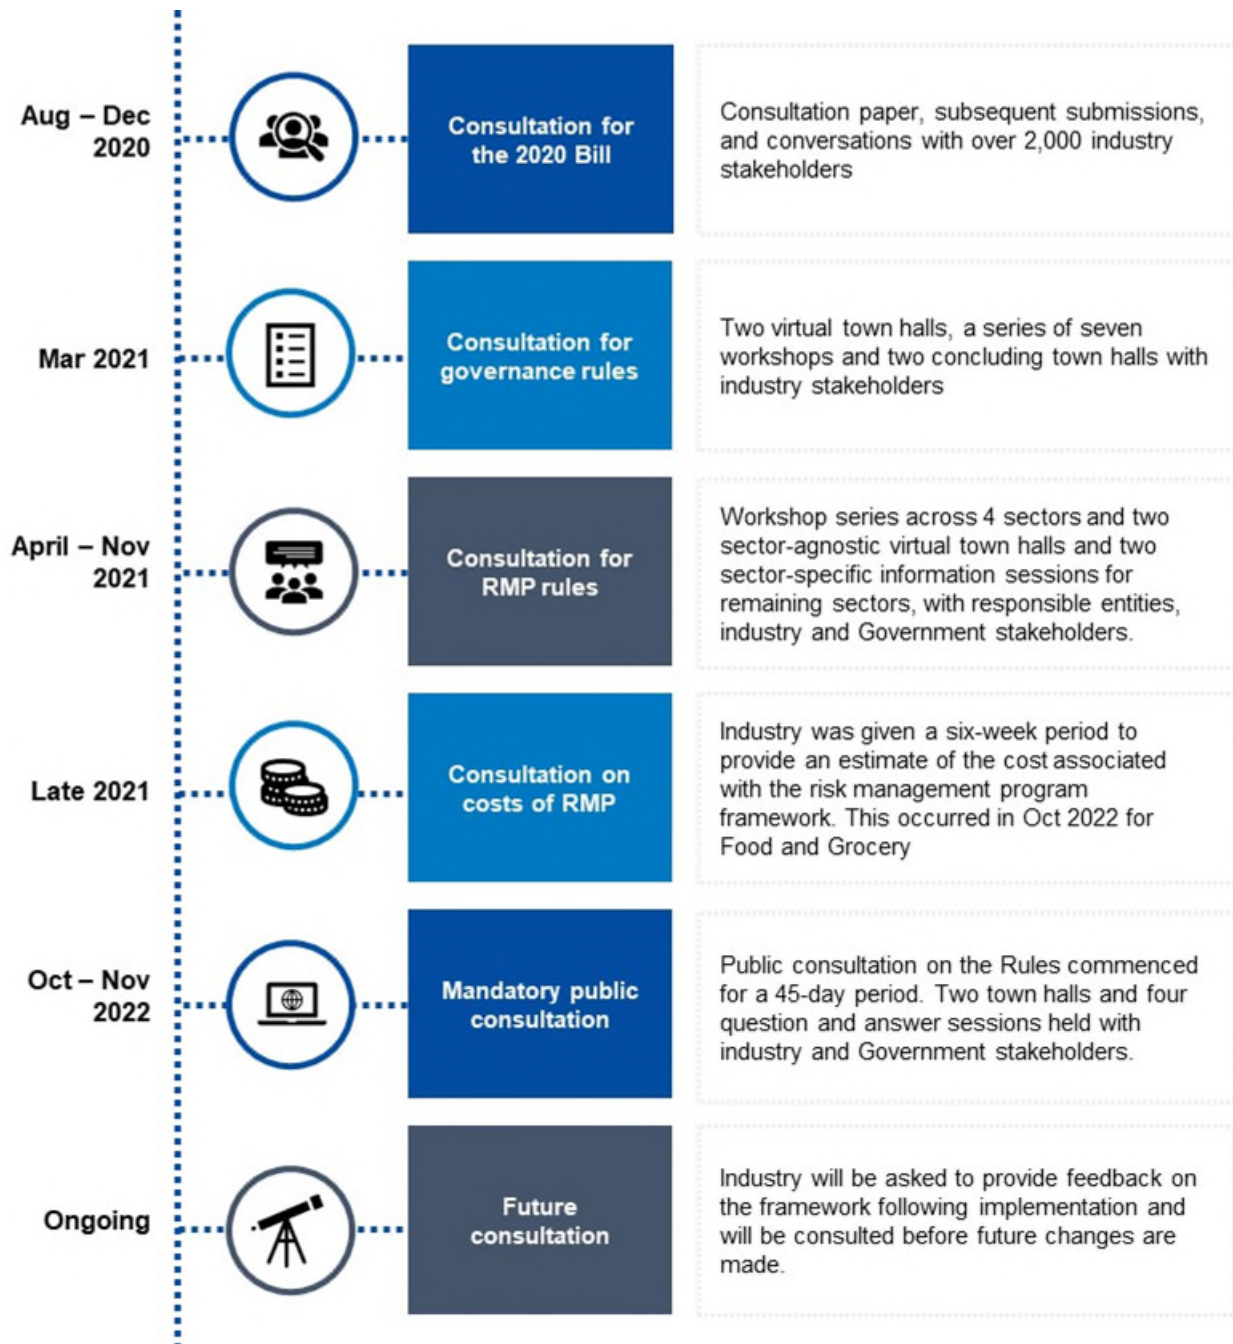 Aug – Dec
2020
Consultation for
the 2020 Bill
Consultation paper, subsequent submissions,
and conversations with over 2,000 industry
stakeholders
Mar 2021
Consultation for
governance rules
Two virtual town halls, a series of seven
workshops and two concluding town halls with
industry stakeholders
April – Nov
2021
Consultation for
RMP rules
Workshop series across 4 sectors and two
sector-agnostic virtual town halls and two
sector-specific information sessions for
remaining sectors, with responsible entities,
industry and Government stakeholders.
Late 2021
Consultation on
costs of RMP
Industry was given a six-week period to
provide an estimate of the cost associated
with the risk management program
framework. This occurred in Oct 2022 for
Food and Grocery
Oct – Nov
2022
Mandatory public
consultation
Public consultation on the Rules commenced
for a 45-day period. Two town halls and four
question and answer sessions held with
industry and Government stakeholders.
Ongoing
Future
consultation
Industry will be asked to provide feedback on
the framework following implementation and
will be consulted before future changes are
made.